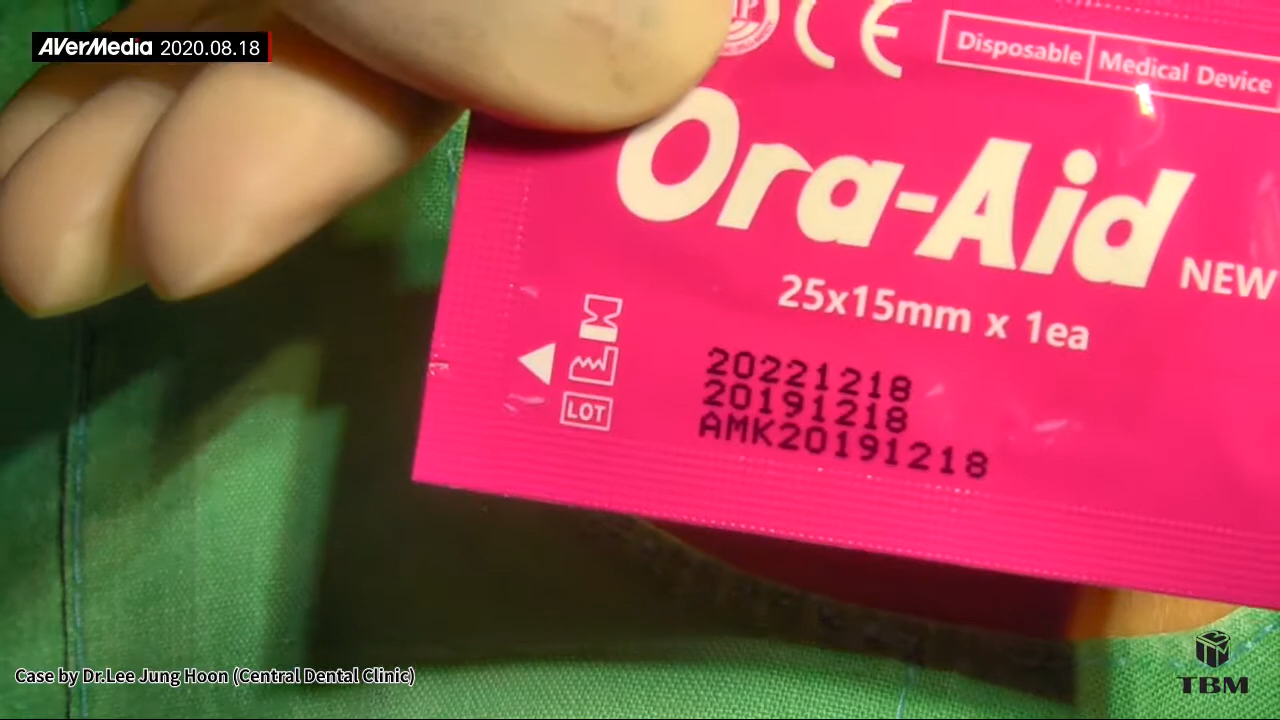 AVerMedia 2020.08.18
CE
Disposable Medical Device
Ora-Aid
NEW
25x15mm x 1ea
20221218
20191218
LOT AMK20191218
Case by Dr.Lee Jung Hoon (Central Dental Clinic)
TBM